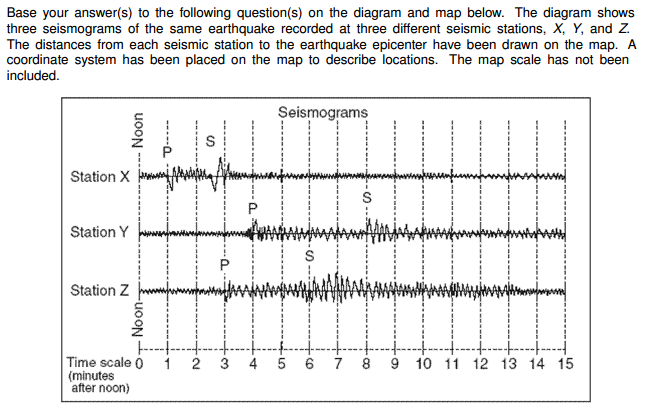 Base your answer(s) to the following question(s) on the diagram and map below. The diagram shows
three seismograms of the same earthquake recorded at three different seismic stations, X, Y, and Z.
The distances from each seismic station to the earthquake epicenter have been drawn on the map. A
coordinate system has been placed on the map to describe locations. The map scale has not been
included.
Seismograms
Noon
P
S
Station X
S
P
Station Y
S
P
Station Z
Noon
Time scale 0 1 2 3 4 5 6 7 8 9 10 11 12 13 14 15
(minutes
after noon)